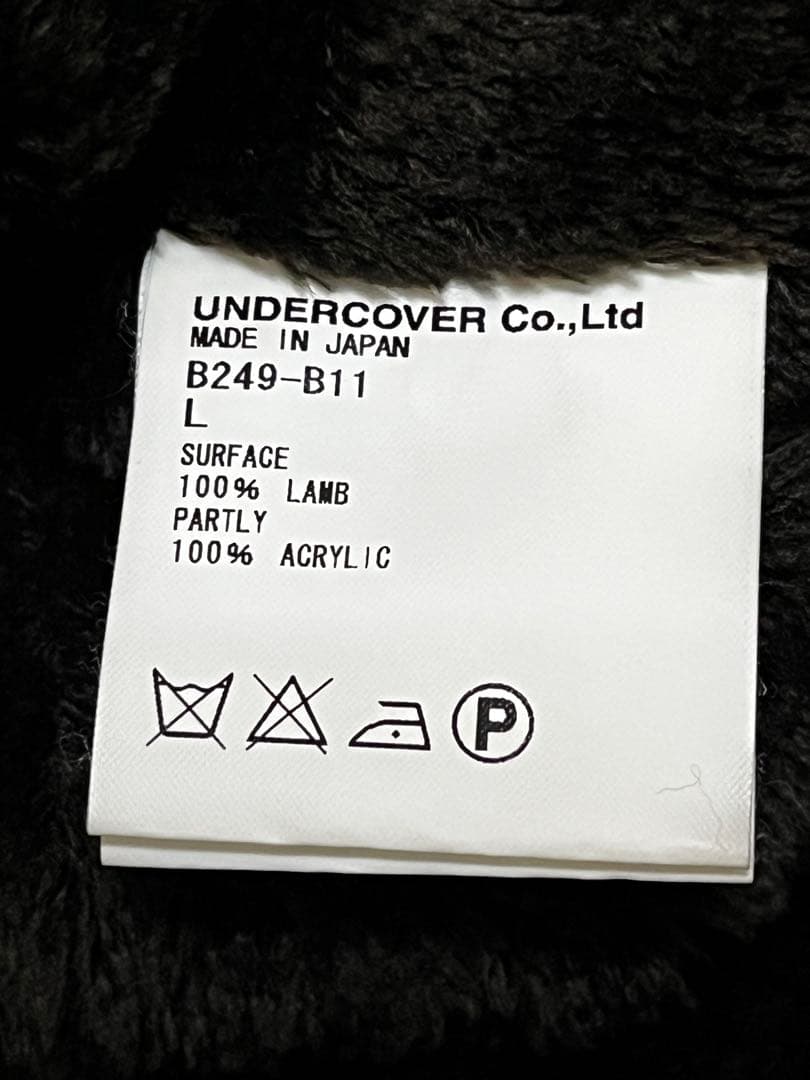 UNDERCOVER Co.,Ltd
MADE IN JAPAN
B249-B11
L
SURFACE
100% LAMB
PARTLY
100% ACRYLIC
P